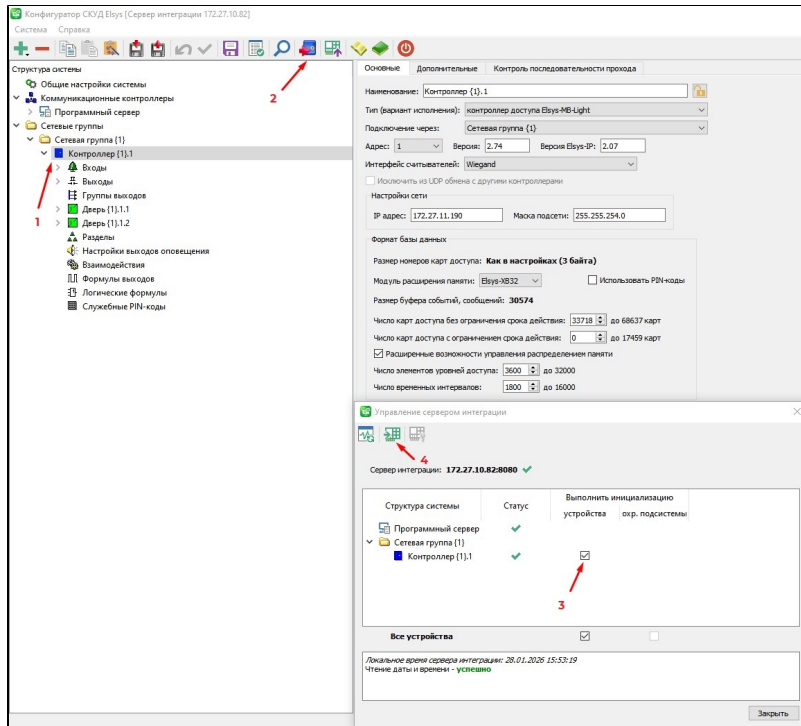 Конфигуратор СКУД Elsys [Сервер интеграции 172.27.10.82]
Система Справка
Структура системы
Общие настройки системы
Коммуникационные контроллеры
Программный сервер
Сетевые группы
Сетевая группа {1}
Контроллер {1}.1
Входы
Выходы
Группы выходов
Дверь {1}.1.1
Дверь {1}.1.2
Разделы
Настройки выходов оповещения
Взаимодействия
Формулы выходов
Логические формулы
Служебные PIN-коды
1
2
Основные Дополнительные Контроль последовательности прохода
Наименование: Контроллер {1}.1
Тип (вариант исполнения): контроллер доступа Elsys-MB-Light
Подключение через: Сетевая группа {1}
Адрес: 1 Версия: 2.74 Версия Elsys-IP: 2.07
Интерфейс считывателей: Wiegand
Исключить из UDP обмена с другими контроллерами
Настройки сети
IP адрес: 172.27.11.190 Маска подсети: 255.255.254.0
Формат базы данных
Размер номеров карт доступа: Как в настройках (3 байта)
Модуль расширения памяти: Elsys-XB32 Использовать PIN-коды
Размер буфера событий, сообщений: 30574
Число карт доступа без ограничения срока действия: 33718 до 68637 карт
Число карт доступа с ограничением срока действия: 0 до 17459 карт
Расширенные возможности управления распределением памяти
Число элементов уровней доступа: 3600 до 32000
Число временных интервалов: 1800 до 16000
Управление сервером интеграции
4
Сервер интеграции: 172.27.10.82:8080
Структура системы Статус Выполнить инициализацию
устройства охр. подсистемы
Программный сервер
Сетевая группа {1}
Контроллер {1}.1
3
Все устройства
Локальное время сервера интеграции: 28.01.2026 15:53:19
Чтение даты и времени - успешно
Закрыть